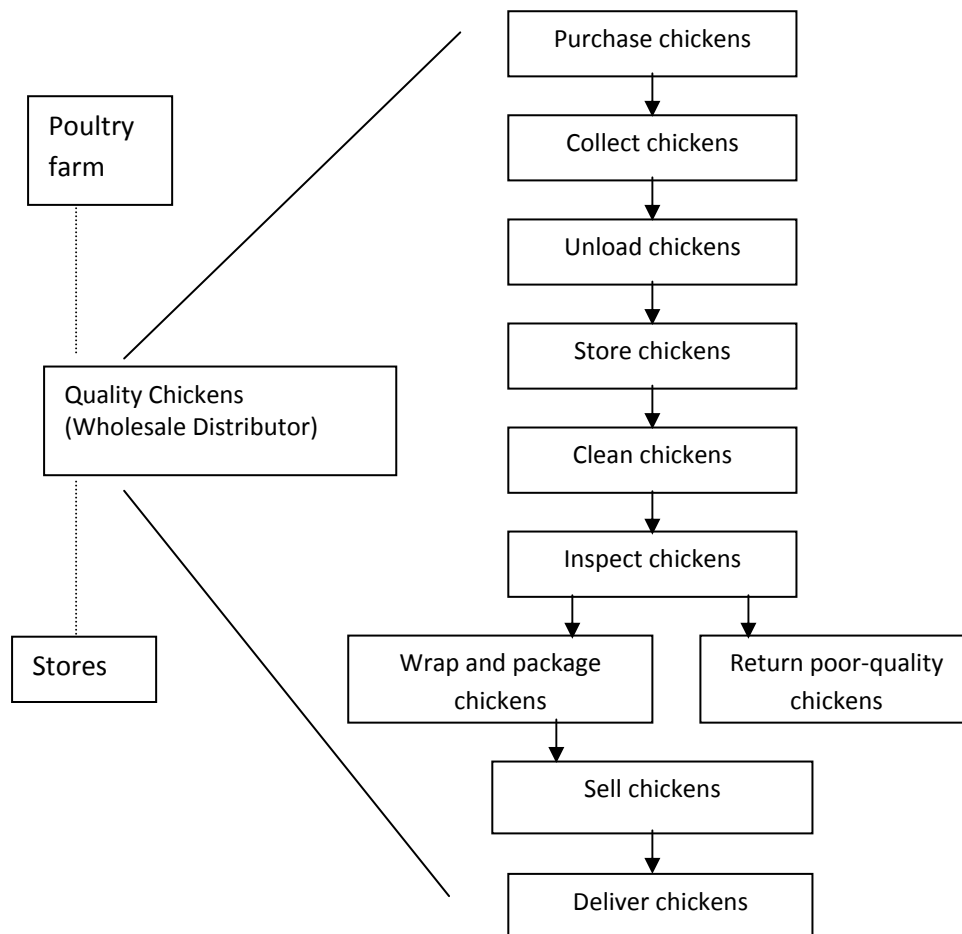 Purchase chickens
Poultry
farm
Collect chickens
Unload chickens
Store chickens
Quality Chickens
(Wholesale Distributor)
Clean chickens
Inspect chickens
Stores
Wrap and package
chickens
Return poor-quality
chickens
Sell chickens
Deliver chickens